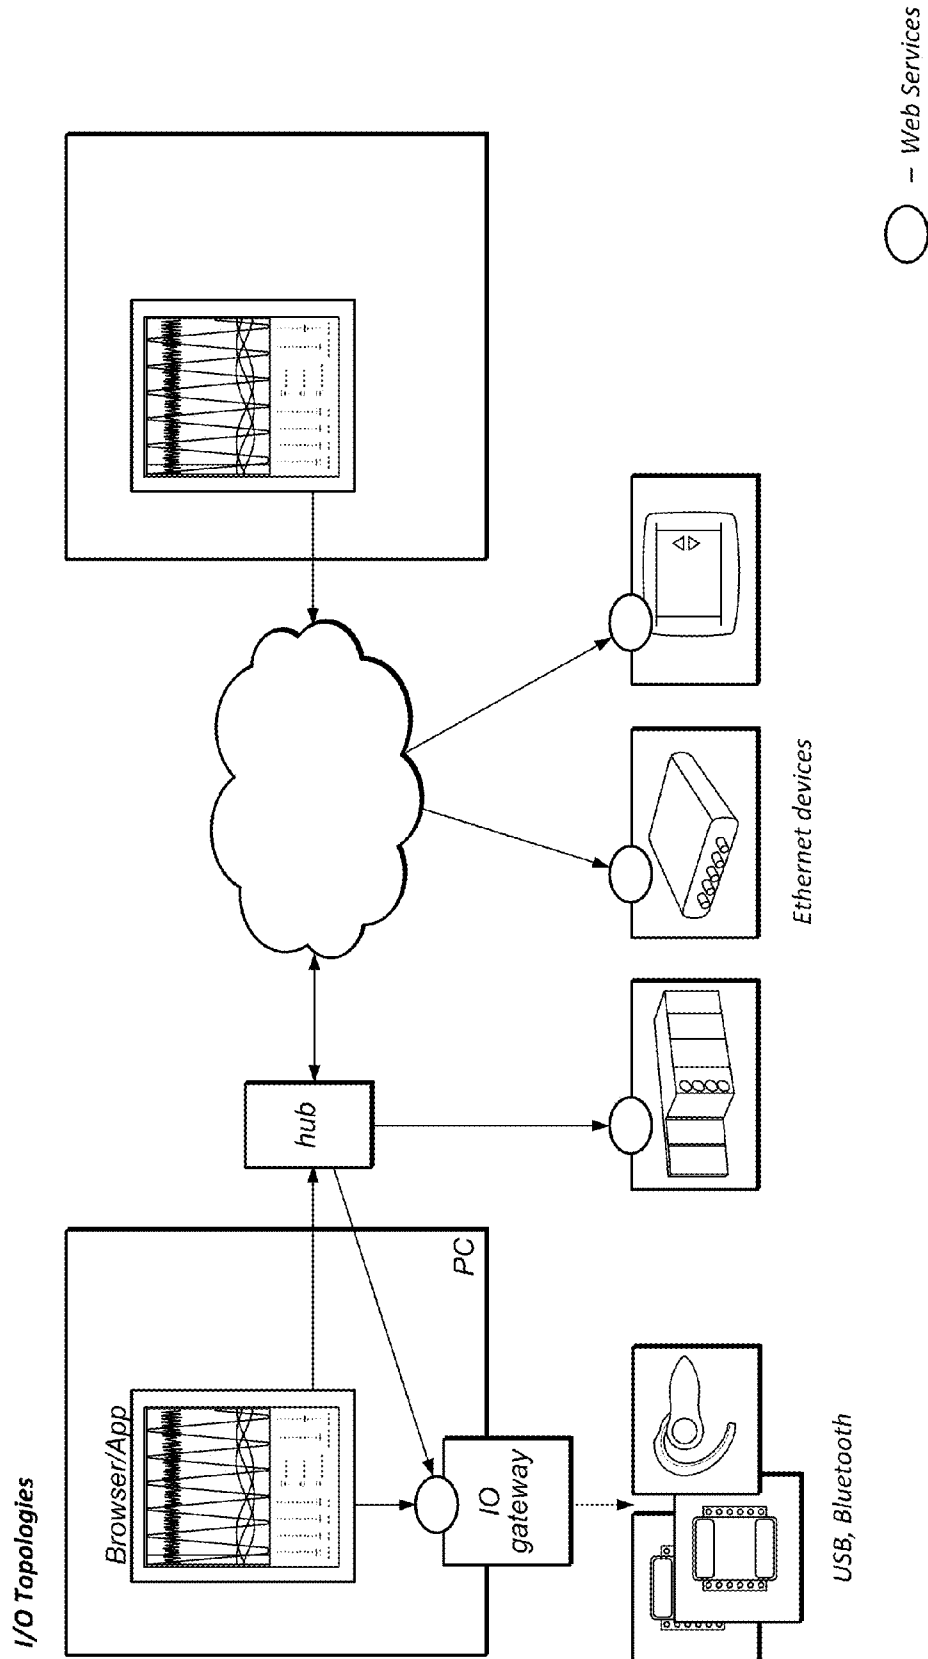 I/O Topologies
Browser/App
PC
IO
gateway
hub
USB, Bluetooth
Ethernet devices
– Web Services